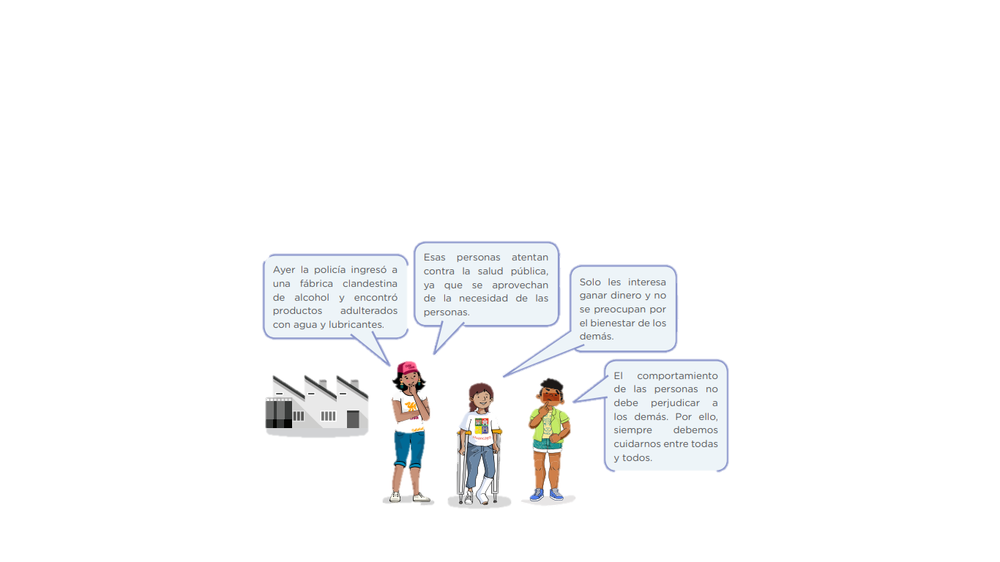 Ayer la policía ingresó a
una fábrica clandestina
de alcohol y encontró
productos adulterados
con agua y lubricantes.
Esas personas atentan
contra la salud pública,
ya que se aprovechan
de la necesidad de las
personas.
Solo les interesa
ganar dinero y no
se preocupan por
el bienestar de los
demás.
El comportamiento
de las personas no
debe perjudicar a
los demás. Por ello,
siempre debemos
cuidarnos entre todas
y todos.
Huancayo